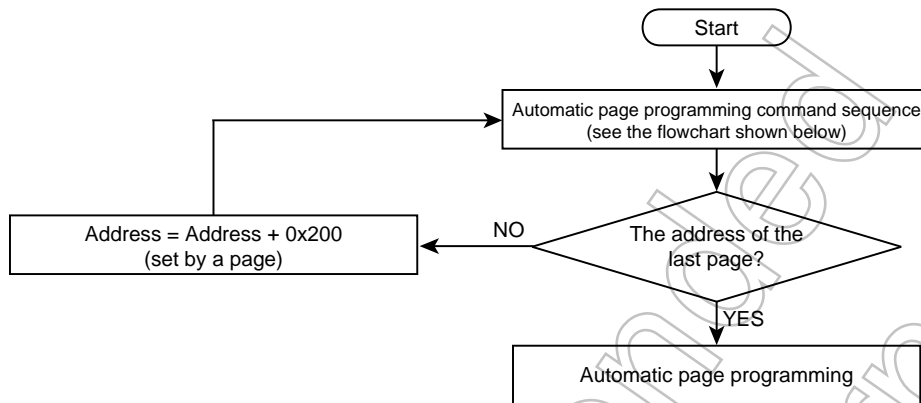 Start
Automatic page programming command sequence
(see the flowchart shown below)
Address = Address + 0x200
(set by a page)
NO
The address of the
last page?
YES
Automatic page programming